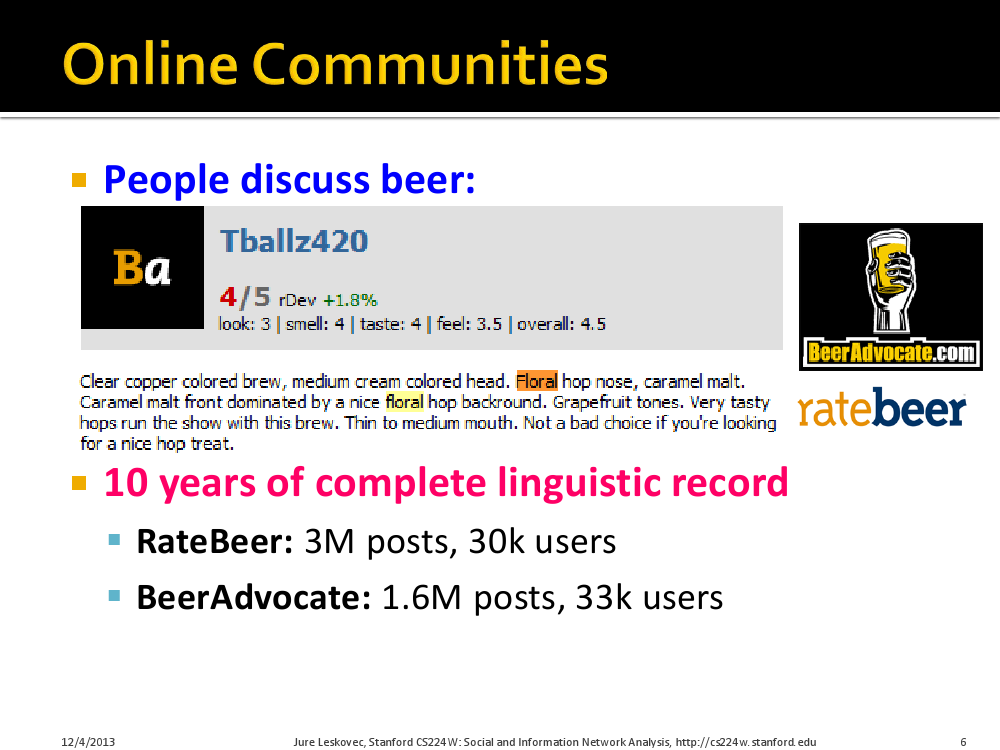 Online Communities
People discuss beer:
Ba
Tballz420
4/5 rDev +1.8%
look: 3 | smell: 4 | taste: 4 | feel: 3.5 | overall: 4.5
BeerAdvocate.com
Clear copper colored brew, medium cream colored head. Floral hop nose, caramel malt.
Caramel malt front dominated by a nice floral hop backround. Grapefruit tones. Very tasty
hops run the show with this brew. Thin to medium mouth. Not a bad choice if you're looking
for a nice hop treat.
ratebeer
10 years of complete linguistic record
RateBeer: 3M posts, 30k users
BeerAdvocate: 1.6M posts, 33k users
12/4/2013 Jure Leskovec, Stanford CS224W: Social and Information Network Analysis, http://cs224w.stanford.edu 6